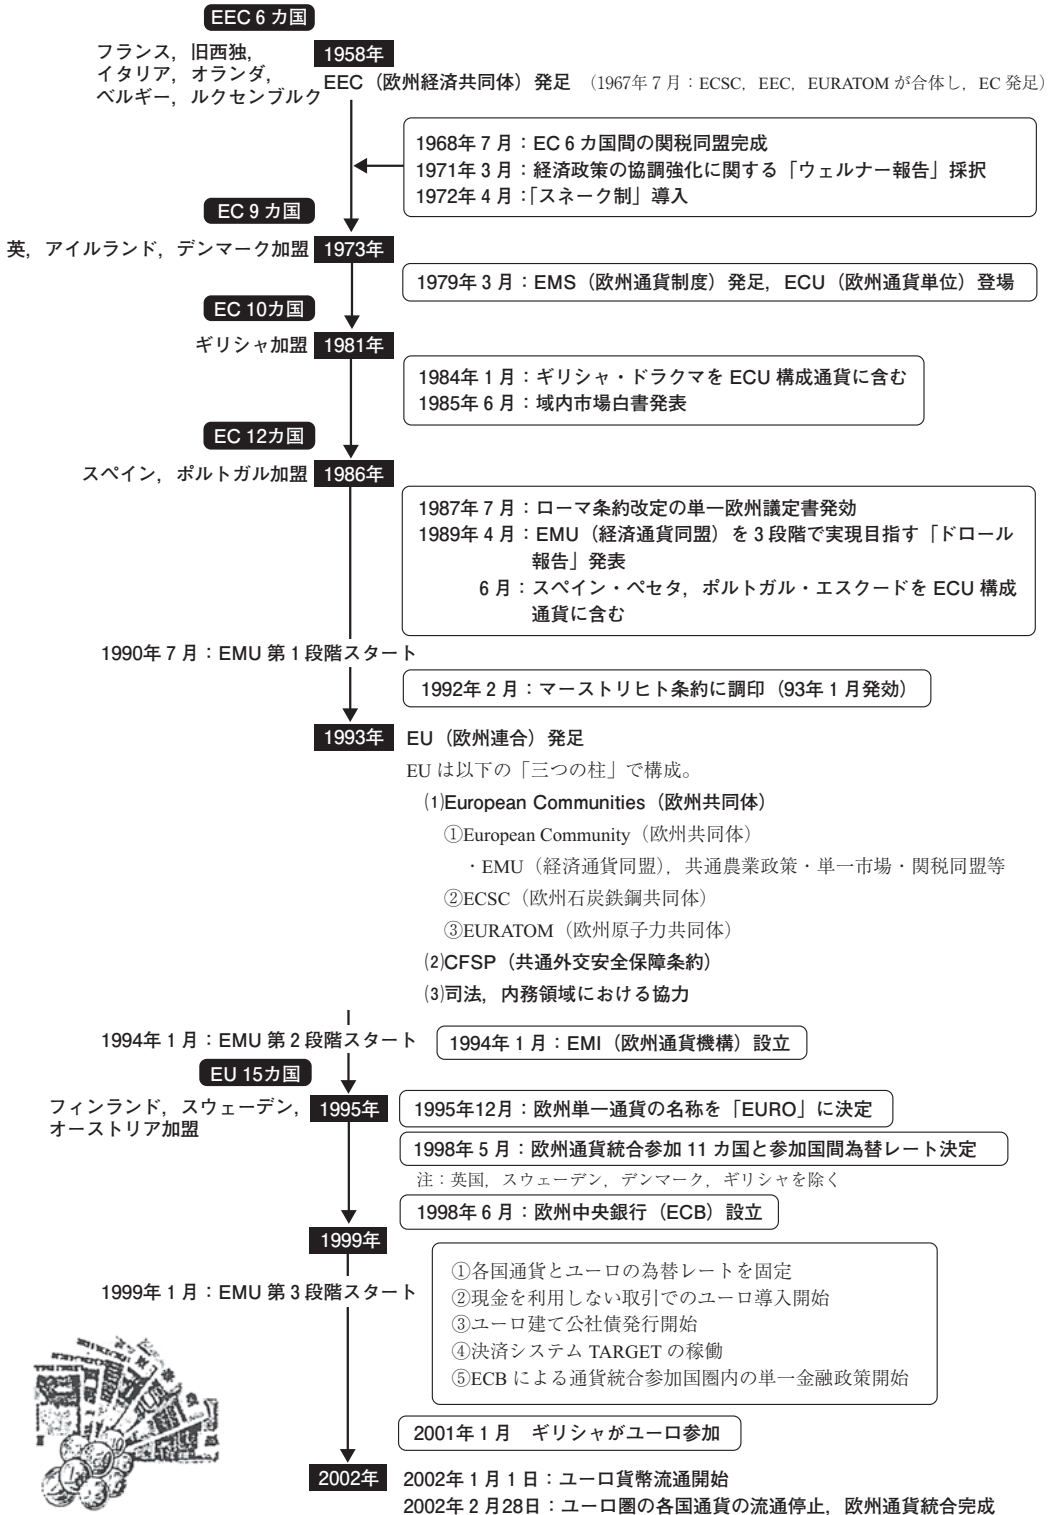 EEC 6 カ国
フランス，旧西独，
イタリア，オランダ，
ベルギー，ルクセンブルク
1958年
EEC（欧州経済共同体）発足 （1967年 7 月：ECSC，EEC，EURATOM が合体し，EC 発足）
1968年 7 月：EC 6 カ国間の関税同盟完成
1971年 3 月：経済政策の協調強化に関する「ウェルナー報告」採択
1972年 4 月：「スネーク制」導入
EC 9 カ国
英，アイルランド，デンマーク加盟 1973年
1979年 3 月：EMS（欧州通貨制度）発足，ECU（欧州通貨単位）登場
EC 10カ国
ギリシャ加盟 1981年
1984年 1 月：ギリシャ・ドラクマを ECU 構成通貨に含む
1985年 6 月：域内市場白書発表
EC 12カ国
スペイン，ポルトガル加盟 1986年
1987年 7 月：ローマ条約改定の単一欧州議定書発効
1989年 4 月：EMU（経済通貨同盟）を 3 段階で実現目指す「ドロール
報告」発表
6 月：スペイン・ペセタ，ポルトガル・エスクードを ECU 構成
通貨に含む
1990年 7 月：EMU 第 1 段階スタート
1992年 2 月：マーストリヒト条約に調印（93年 1 月発効）
1993年 EU（欧州連合）発足
EU は以下の「三つの柱」で構成。
⑴European Communities（欧州共同体）
①European Community（欧州共同体）
・EMU（経済通貨同盟），共通農業政策・単一市場・関税同盟等
②ECSC（欧州石炭鉄鋼共同体）
③EURATOM（欧州原子力共同体）
⑵CFSP（共通外交安全保障条約）
⑶司法，内務領域における協力
1994年 1 月：EMU 第 2 段階スタート
1994年 1 月：EMI（欧州通貨機構）設立
EU 15カ国
フィンランド，スウェーデン，
オーストリア加盟
1995年
1995年12月：欧州単一通貨の名称を「EURO」に決定
1998年 5 月：欧州通貨統合参加 11 カ国と参加国間為替レート決定
注：英国，スウェーデン，デンマーク，ギリシャを除く
1998年 6 月：欧州中央銀行（ECB）設立
1999年
1999年 1 月：EMU 第 3 段階スタート
①各国通貨とユーロの為替レートを固定
②現金を利用しない取引でのユーロ導入開始
③ユーロ建て公社債発行開始
④決済システム TARGET の稼働
⑤ECB による通貨統合参加国圏内の単一金融政策開始
2001年 1 月　ギリシャがユーロ参加
2002年 2002年 1 月 1 日：ユーロ貨幣流通開始
2002年 2 月28日：ユーロ圏の各国通貨の流通停止，欧州通貨統合完成